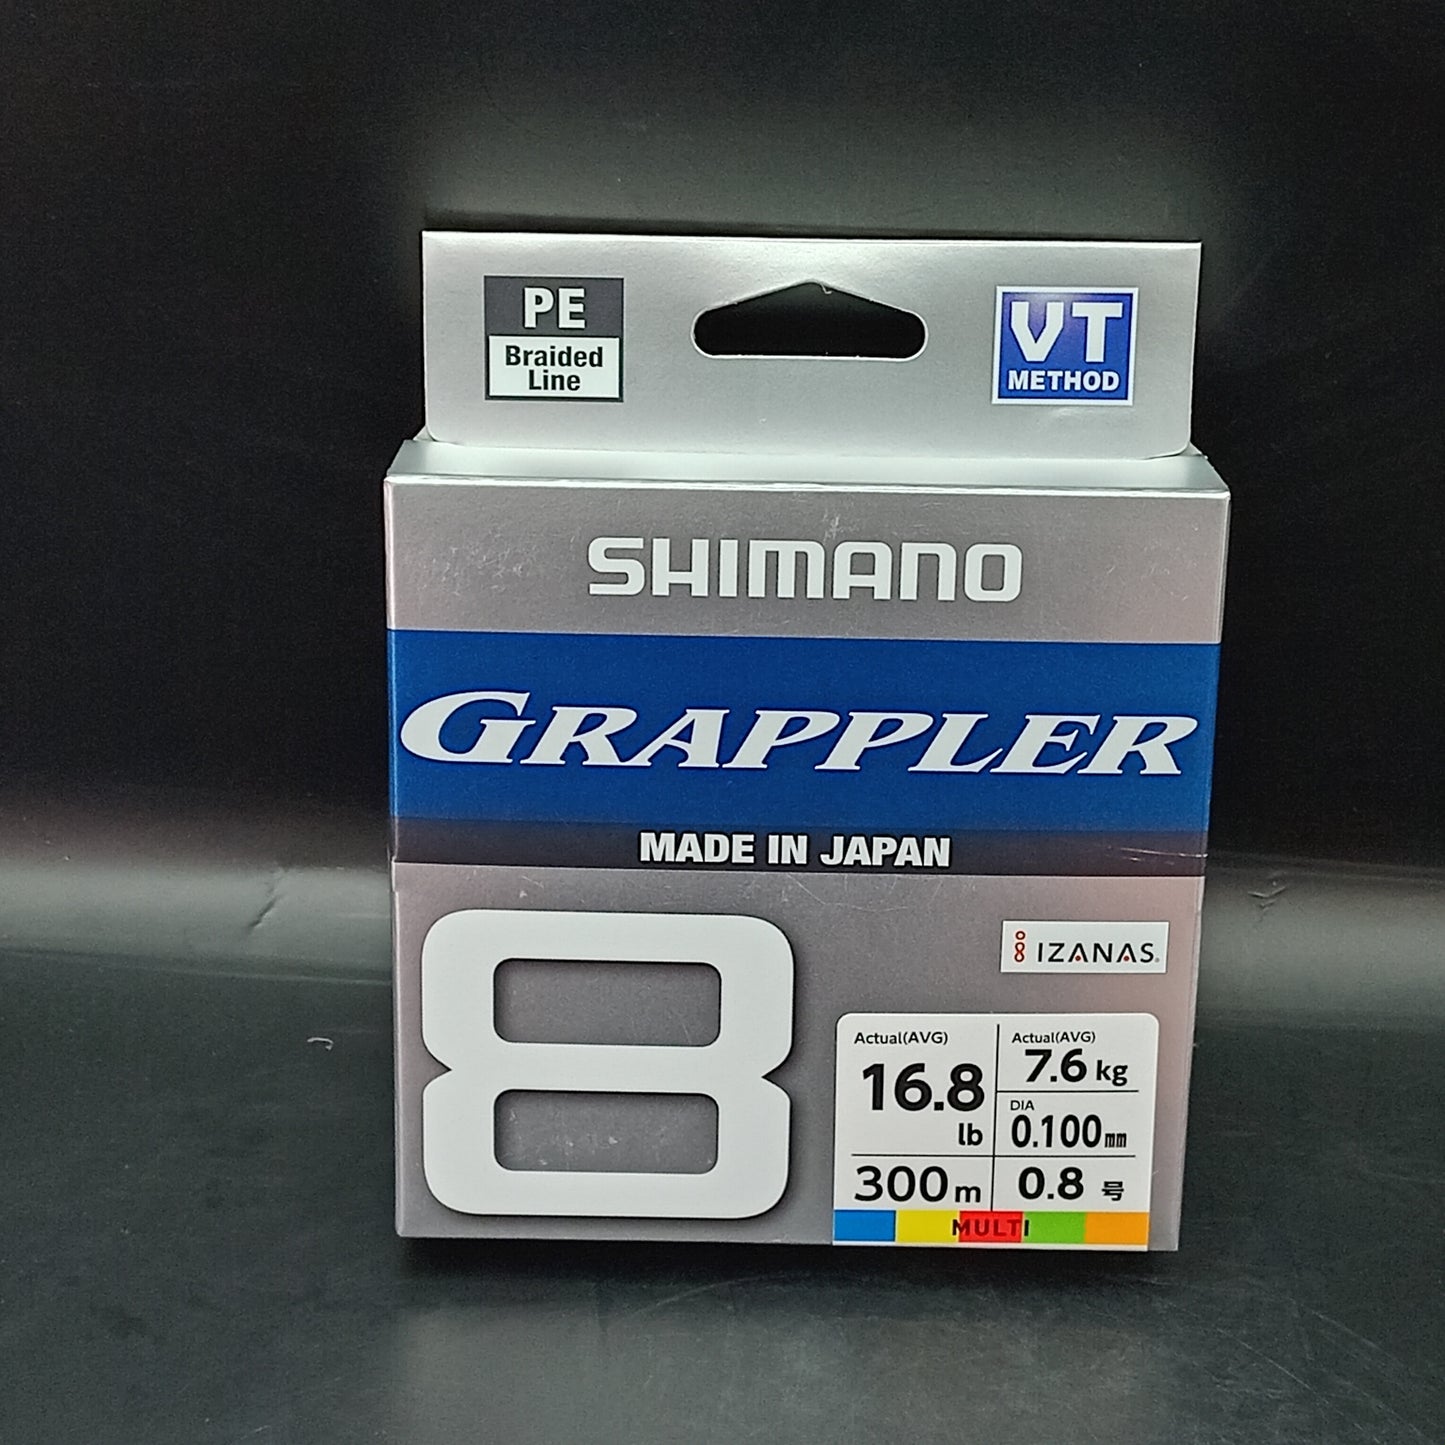 PE
Braided
Line
VT
METHOD
SHIMANO
GRAPPLER
MADE IN JAPAN
8
IZANAS®
Actual(AVG)
16.8
lb
Actual(AVG)
7.6 kg
DIA
0.100mm
300 m
0.8 号
MULTI